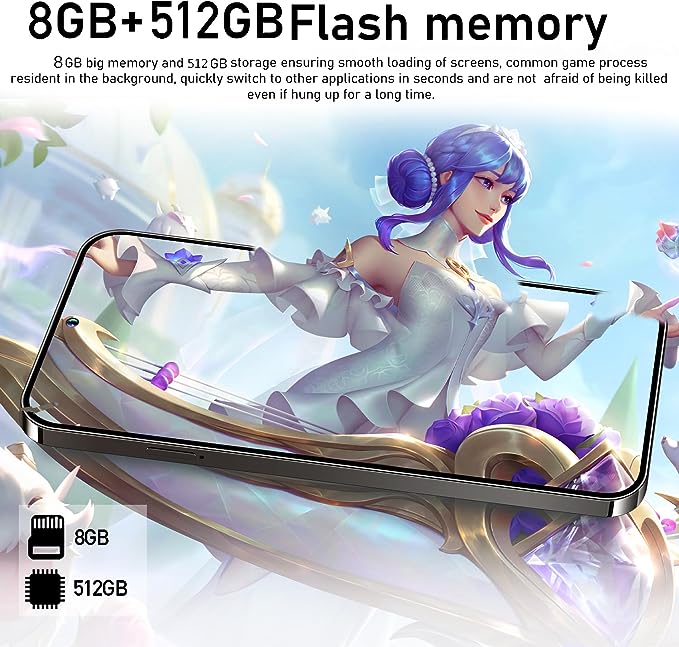 8GB+512GB Flash memory
8GB big memory and 512GB storage ensuring smooth loading of screens, common game process
resident in the background, quickly switch to other applications in seconds and are not afraid of being killed
even if hung up for a long time.
8GB
512GB